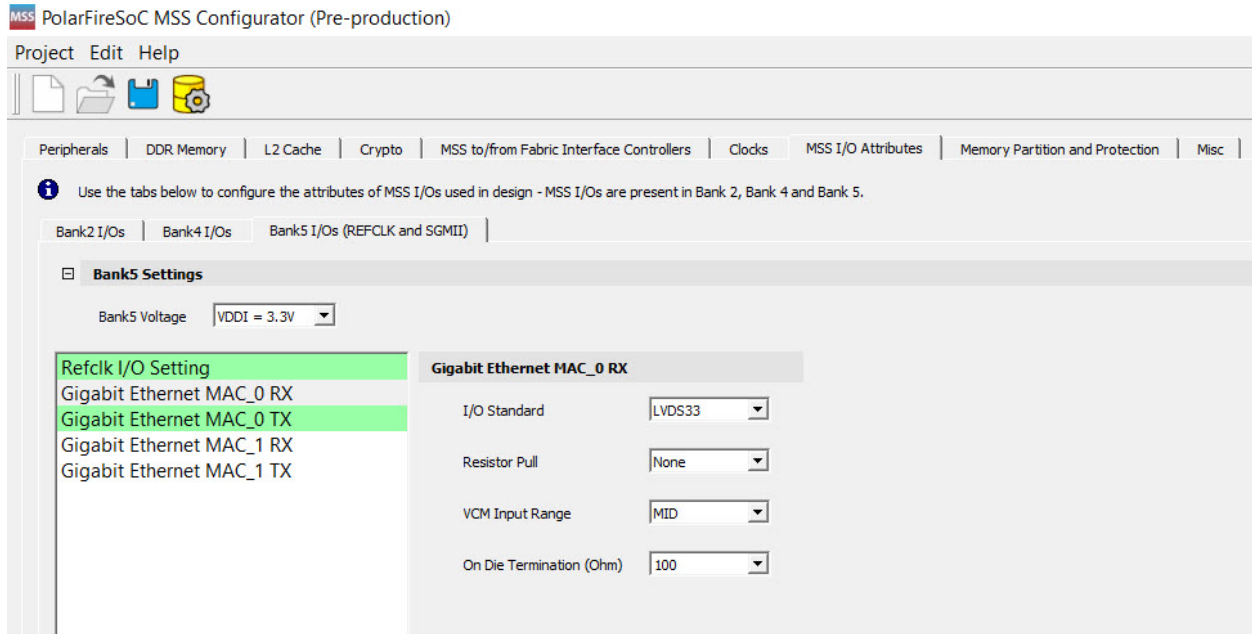 MSS PolarFireSoC MSS Configurator (Pre-production)
Project Edit Help
Peripherals DDR Memory L2 Cache Crypto MSS to/from Fabric Interface Controllers Clocks MSS I/O Attributes Memory Partition and Protection Misc
Use the tabs below to configure the attributes of MSS I/Os used in design - MSS I/Os are present in Bank 2, Bank 4 and Bank 5.
Bank2 I/Os Bank4 I/Os Bank5 I/Os (REFCLK and SGMII)
Bank5 Settings
Bank5 Voltage VDDI = 3.3V
Refclk I/O Setting
Gigabit Ethernet MAC_0 RX
Gigabit Ethernet MAC_0 TX
Gigabit Ethernet MAC_1 RX
Gigabit Ethernet MAC_1 TX
Gigabit Ethernet MAC_0 RX
I/O Standard LVDS33
Resistor Pull None
VCM Input Range MID
On Die Termination (Ohm) 100